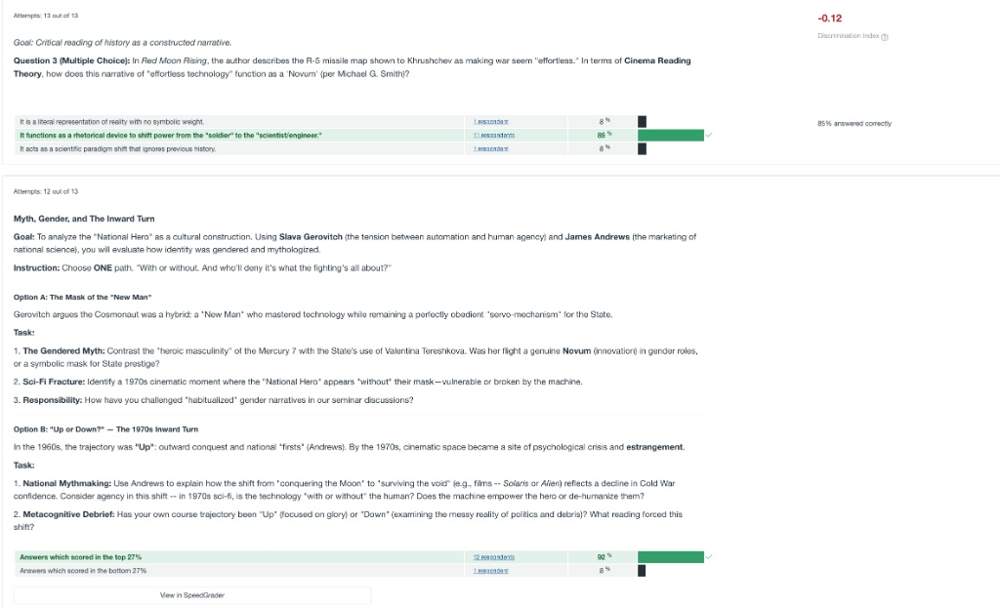 Attempts: 13 out of 13
-0.12
Discrimination Index ?
Goal: Critical reading of history as a constructed narrative.
Question 3 (Multiple Choice): In Red Moon Rising, the author describes the R-5 missile map shown to Khrushchev as making war seem "effortless." In terms of Cinema Reading
Theory, how does this narrative of "effortless technology" function as a 'Novum' (per Michael G. Smith)?
It is a literal representation of reality with no symbolic weight. 1 respondent 8 %
85% answered correctly
It functions as a rhetorical device to shift power from the "soldier" to the "scientist/engineer." 11 respondents 85 %
It acts as a scientific paradigm shift that ignores previous history. 1 respondent 8 %
Attempts: 12 out of 13
Myth, Gender, and The Inward Turn
Goal: To analyze the "National Hero" as a cultural construction. Using Slava Gerovitch (the tension between automation and human agency) and James Andrews (the marketing of
national science), you will evaluate how identity was gendered and mythologized.
Instruction: Choose ONE path. "With or without. And who'll deny it's what the fighting's all about?"
Option A: The Mask of the "New Man"
Gerovitch argues the Cosmonaut was a hybrid: a "New Man" who mastered technology while remaining a perfectly obedient "servo-mechanism" for the State.
Task:
1. The Gendered Myth: Contrast the "heroic masculinity" of the Mercury 7 with the State's use of Valentina Tereshkova. Was her flight a genuine Novum (innovation) in gender roles,
or a symbolic mask for State prestige?
2. Sci-Fi Fracture: Identify a 1970s cinematic moment where the "National Hero" appears "without" their mask—vulnerable or broken by the machine.
3. Responsibility: How have you challenged "habitualized" gender narratives in our seminar discussions?
Option B: "Up or Down?" — The 1970s Inward Turn
In the 1960s, the trajectory was "Up": outward conquest and national "firsts" (Andrews). By the 1970s, cinematic space became a site of psychological crisis and estrangement.
Task:
1. National Mythmaking: Use Andrews to explain how the shift from "conquering the Moon" to "surviving the void" (e.g., films -- Solaris or Alien) reflects a decline in Cold War
confidence. Consider agency in this shift -- in 1970s sci-fi, is the technology "with or without" the human? Does the machine empower the hero or de-humanize them?
2. Metacognitive Debrief: Has your own course trajectory been "Up" (focused on glory) or "Down" (examining the messy reality of politics and debris)? What reading forced this
shift?
Answers which scored in the top 27% 12 respondents 92 %
Answers which scored in the bottom 27% 1 respondent 8 %
View in SpeedGrader